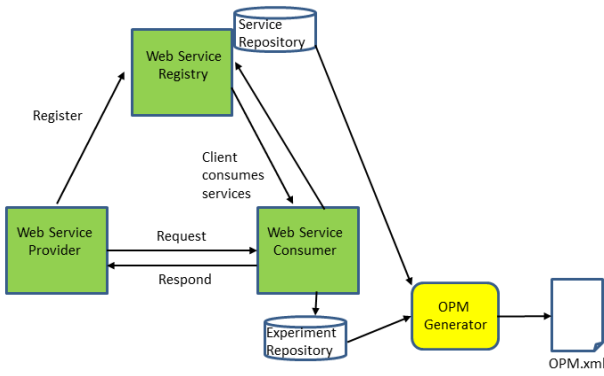 Service
Repository
Web Service
Registry
Register
Client
consumes
services
Web Service
Provider
Request
Respond
Web Service
Consumer
Experiment
Repository
OPM
Generator
OPM.xml